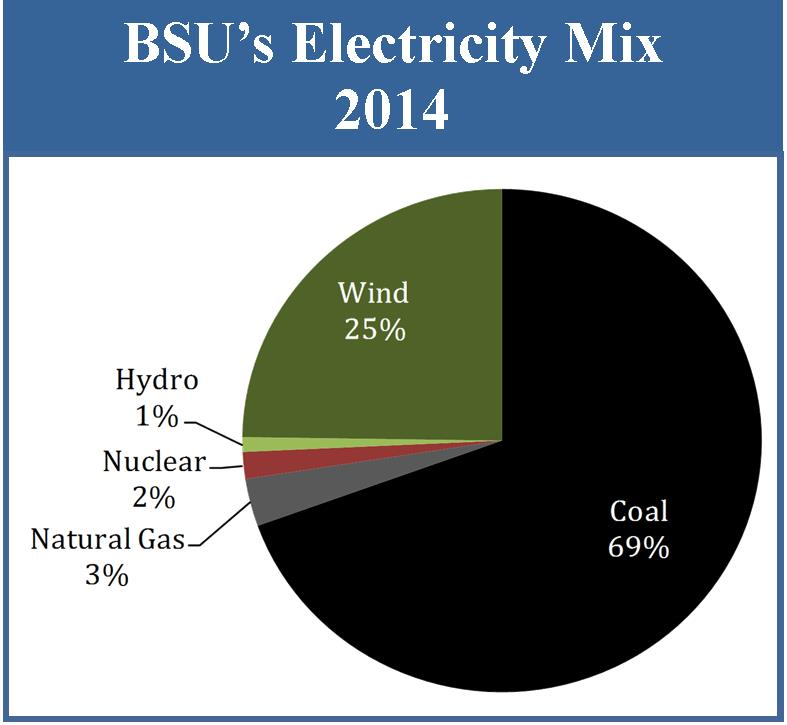 BSU’s Electricity Mix
2014
Wind
25%
Hydro
1%
Nuclear
2%
Natural Gas
3%
Coal
69%